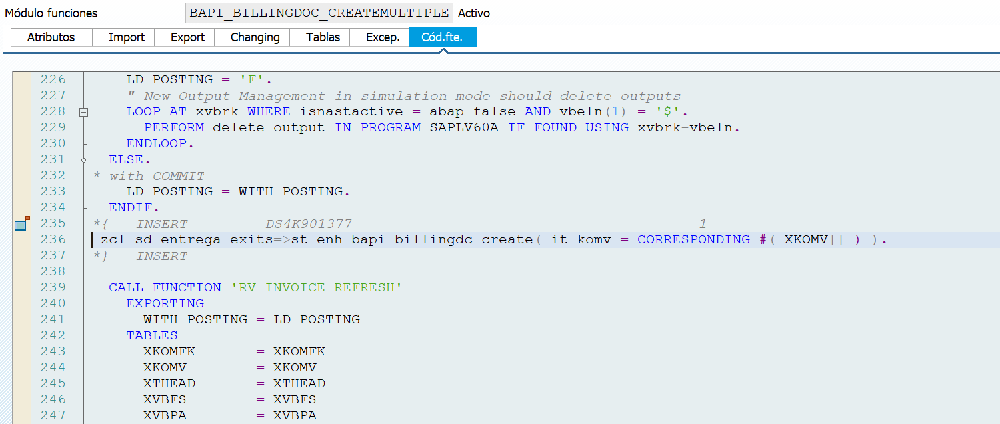 Módulo funciones BAPI_BILLINGDOC_CREATEMULTIPLE Activo
Atributos Import Export Changing Tablas Excep. Cód.fte.
226 LD_POSTING = 'F'.
227 " New Output Management in simulation mode should delete outputs
228 LOOP AT xvbrk WHERE isnastactive = abap_false AND vbeln(1) = '$'.
229 PERFORM delete_output IN PROGRAM SAPLV60A IF FOUND USING xvbrk-vbeln.
230 ENDLOOP.
231 ELSE.
232 * with COMMIT
233 LD_POSTING = WITH_POSTING.
234 ENDIF.
235 *{ INSERT DS4K901377 1
236 zcl_sd_entrega_exits=>st_enh_bapi_billingdc_create( it_komv = CORRESPONDING #( XKOMV[] ) ).
237 *} INSERT
238
239 CALL FUNCTION 'RV_INVOICE_REFRESH'
240 EXPORTING
241 WITH_POSTING = LD_POSTING
242 TABLES
243 XKOMFK = XKOMFK
244 XKOMV = XKOMV
245 XTHEAD = XTHEAD
246 XVBFS = XVBFS
247 XVBPA = XVBPA